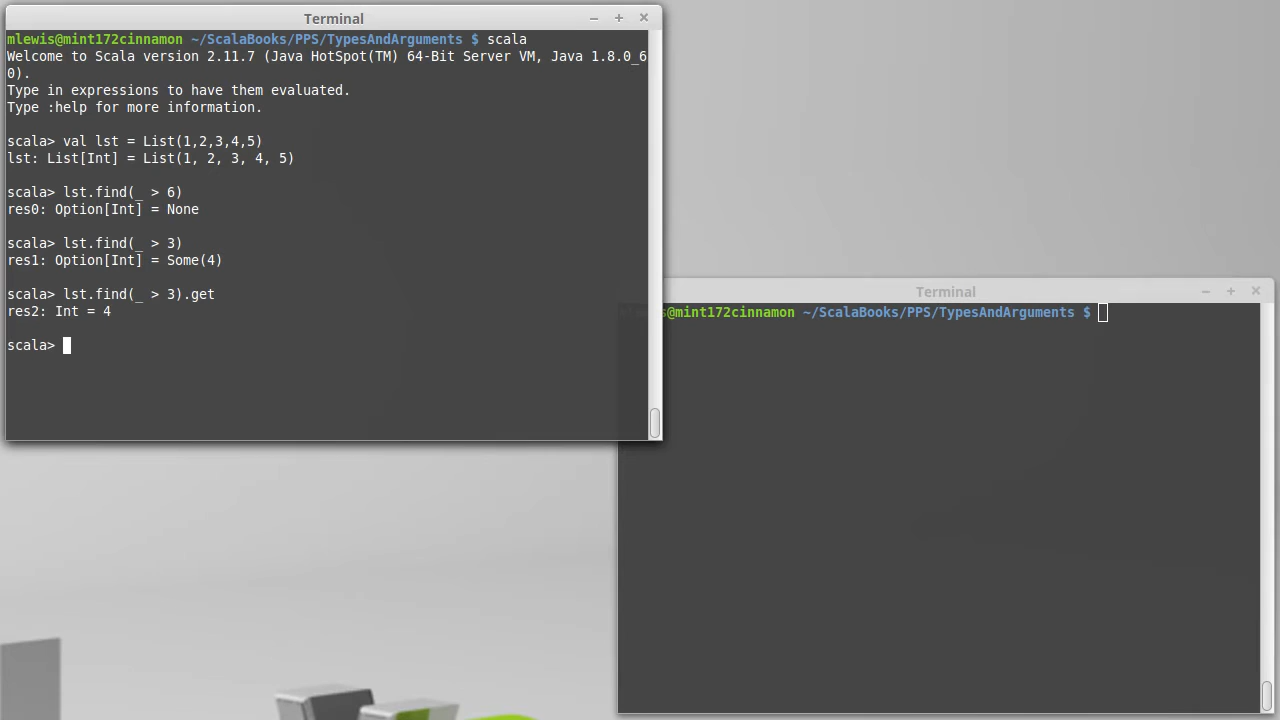 Terminal
mlewis@mint172cinnamon ~/ScalaBooks/PPS/TypesAndArguments $ scala
Welcome to Scala version 2.11.7 (Java HotSpot(TM) 64-Bit Server VM, Java 1.8.0_6
0).
Type in expressions to have them evaluated.
Type :help for more information.
scala> val lst = List(1,2,3,4,5)
lst: List[Int] = List(1, 2, 3, 4, 5)
scala> lst.find(_ > 6)
res0: Option[Int] = None
scala> lst.find(_ > 3)
res1: Option[Int] = Some(4)
scala> lst.find(_ > 3).get
res2: Int = 4
scala>
Terminal
s@mint172cinnamon ~/ScalaBooks/PPS/TypesAndArguments $